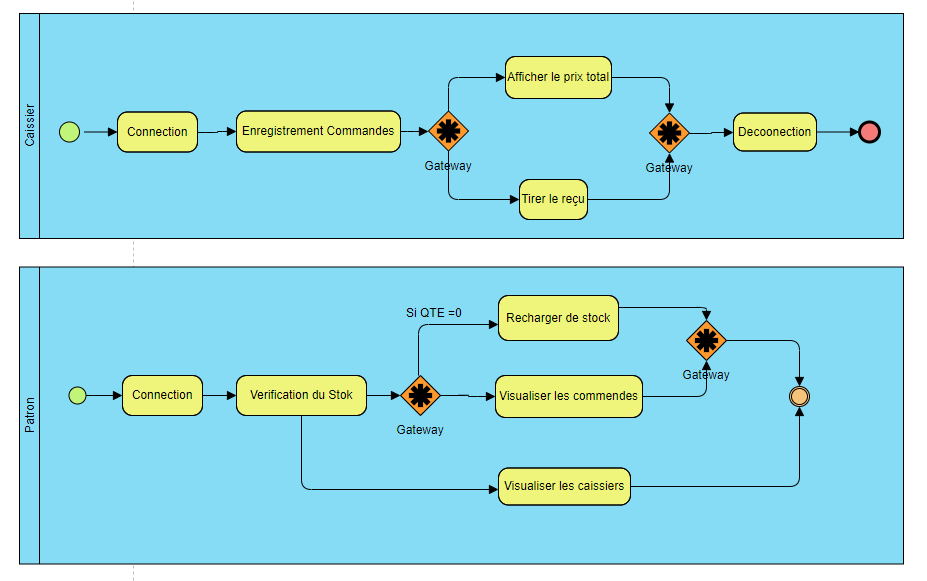 Caissier
Connection
Enregistrement Commandes
Gateway
Afficher le prix total
Tirer le reçu
Gateway
Decoonection
Patron
Connection
Verification du Stok
Gateway
Si QTE =0
Recharger de stock
Visualiser les commendes
Visualiser les caissiers
Gateway